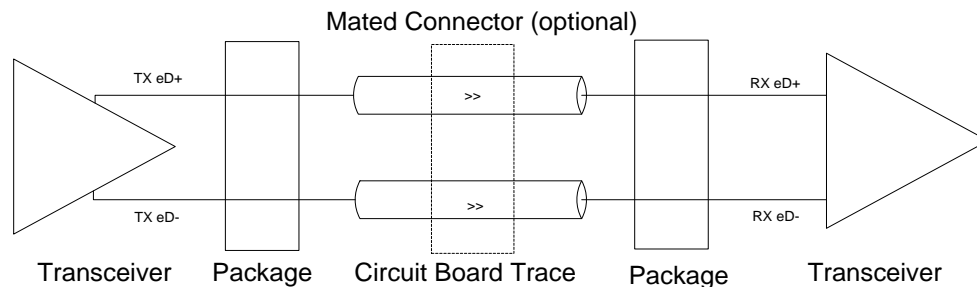 Mated Connector (optional)
TX eD+
>>
RX eD+
TX eD-
>>
RX eD-
Transceiver
Package
Circuit Board Trace
Package
Transceiver